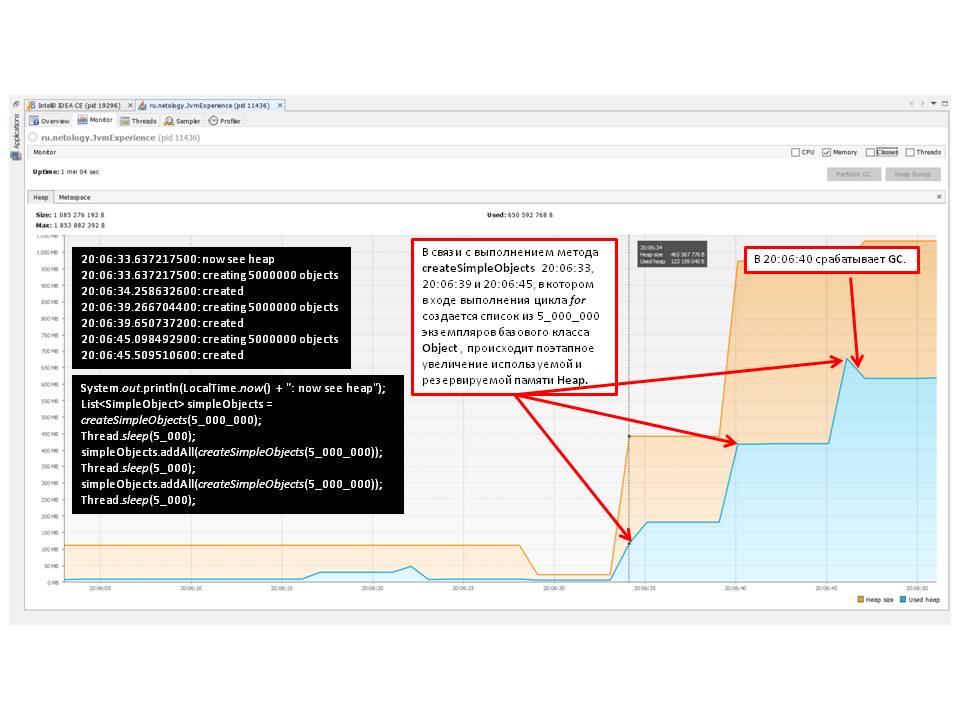 IntelliJ IDEA CE (pid 19296)
ru.netology.JvmExperience (pid 11436)
Applications
Overview
Monitor
Threads
Sampler
Profiler
ru.netology.JvmExperience (pid 11436)
Monitor
CPU
Memory
Classes
Threads
Uptime: 1 min 04 sec
Perform GC
Heap Dump
Heap
Metaspace
Size: 1 085 276 192 B
Used: 650 592 768 B
Max: 1 853 882 392 B
1 050 MB
1 000 MB
950 MB
900 MB
850 MB
800 MB
750 MB
700 MB
650 MB
600 MB
550 MB
500 MB
450 MB
400 MB
350 MB
300 MB
250 MB
200 MB
150 MB
100 MB
50 MB
0 MB
20:06:33.637217500: now see heap
20:06:33.637217500: creating 5000000 objects
20:06:34.258632600: created
20:06:39.266704400: creating 5000000 objects
20:06:39.650737200: created
20:06:45.098492900: creating 5000000 objects
20:06:45.509510600: created
System.out.println(LocalTime.now() + ": now see heap");
List<SimpleObject> simpleObjects =
createSimpleObjects(5_000_000);
Thread.sleep(5_000);
simpleObjects.addAll(createSimpleObjects(5_000_000));
Thread.sleep(5_000);
simpleObjects.addAll(createSimpleObjects(5_000_000));
Thread.sleep(5_000);
В связи с выполнением метода
createSimpleObjects 20:06:33,
20:06:39 и 20:06:45, в котором
в ходе выполнения цикла for
создается список из 5_000_000
экземпляров базового класса
Object , происходит поэтапное
увеличение используемой и
резервируемой памяти Heap.
20:06:34
Heap size 465 567 776 B
Used heap 123 159 040 B
В 20:06:40 срабатывает GC.
20:06:05
20:06:10
20:06:15
20:06:20
20:06:25
20:06:30
20:06:35
20:06:40
20:06:45
20:06:50
Heap size
Used heap